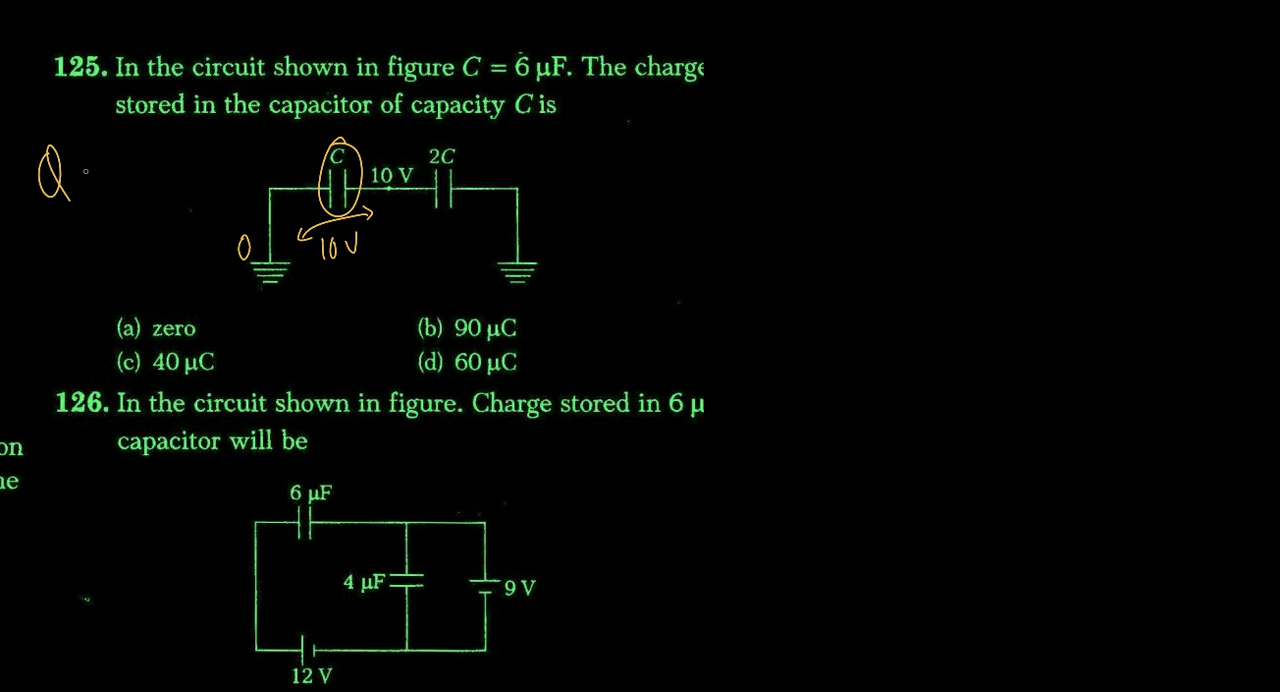 125. In the circuit shown in figure C = 6 μF. The charge
stored in the capacitor of capacity C is
Q
C
10 V
2C
0
10 V
(a) zero
(b) 90 μC
(c) 40 μC
(d) 60 μC
126. In the circuit shown in figure. Charge stored in 6 μ
capacitor will be
on
6 μF
4 μF
9 V
12 V